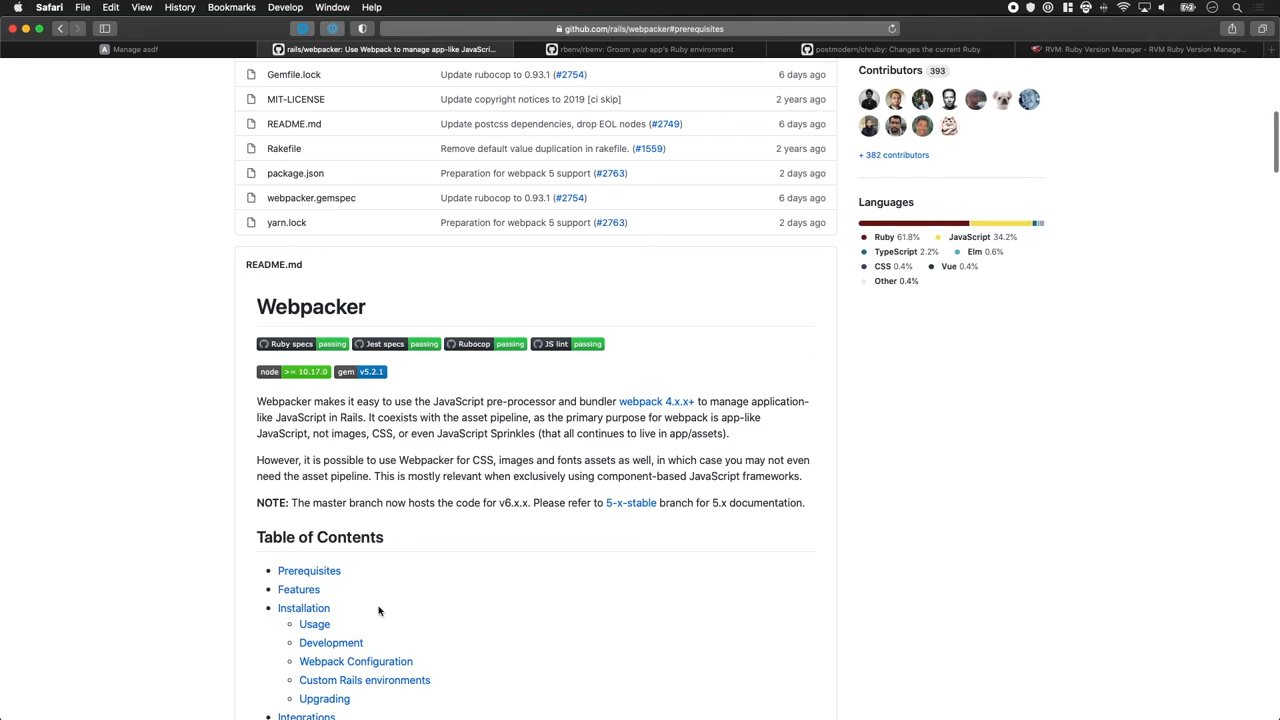 Safari File Edit View History Bookmarks Develop Window Help
github.com/rails/webpacker#prerequisites
Manage asdf
rails/webpacker: Use Webpack to manage app-like JavaScri...
rbenv/rbenv: Groom your app's Ruby environment
postmodern/chruby: Changes the current Ruby
RVM: Ruby Version Manager - RVM Ruby Version Manage...
Gemfile.lock Update rubocop to 0.93.1 (#2754) 6 days ago
MIT-LICENSE Update copyright notices to 2019 [ci skip] 2 years ago
README.md Update postcss dependencies, drop EOL nodes (#2749) 6 days ago
Rakefile Remove default value duplication in rakefile. (#1559) 2 years ago
package.json Preparation for webpack 5 support (#2763) 2 days ago
webpacker.gemspec Update rubocop to 0.93.1 (#2754) 6 days ago
yarn.lock Preparation for webpack 5 support (#2763) 2 days ago
README.md
Webpacker
Ruby specs passing Jest specs passing Rubocop passing JS lint passing
node >= 10.17.0 gem v5.2.1
Webpacker makes it easy to use the JavaScript pre-processor and bundler webpack 4.x.x+ to manage application-
like JavaScript in Rails. It coexists with the asset pipeline, as the primary purpose for webpack is app-like
JavaScript, not images, CSS, or even JavaScript Sprinkles (that all continues to live in app/assets).
However, it is possible to use Webpacker for CSS, images and fonts assets as well, in which case you may not even
need the asset pipeline. This is mostly relevant when exclusively using component-based JavaScript frameworks.
NOTE: The master branch now hosts the code for v6.x.x. Please refer to 5-x-stable branch for 5.x documentation.
Table of Contents
Prerequisites
Features
Installation
Usage
Development
Webpack Configuration
Custom Rails environments
Upgrading
Integrations
Contributors 393
+ 382 contributors
Languages
Ruby 61.8% JavaScript 34.2%
TypeScript 2.2% Elm 0.6%
CSS 0.4% Vue 0.4%
Other 0.4%